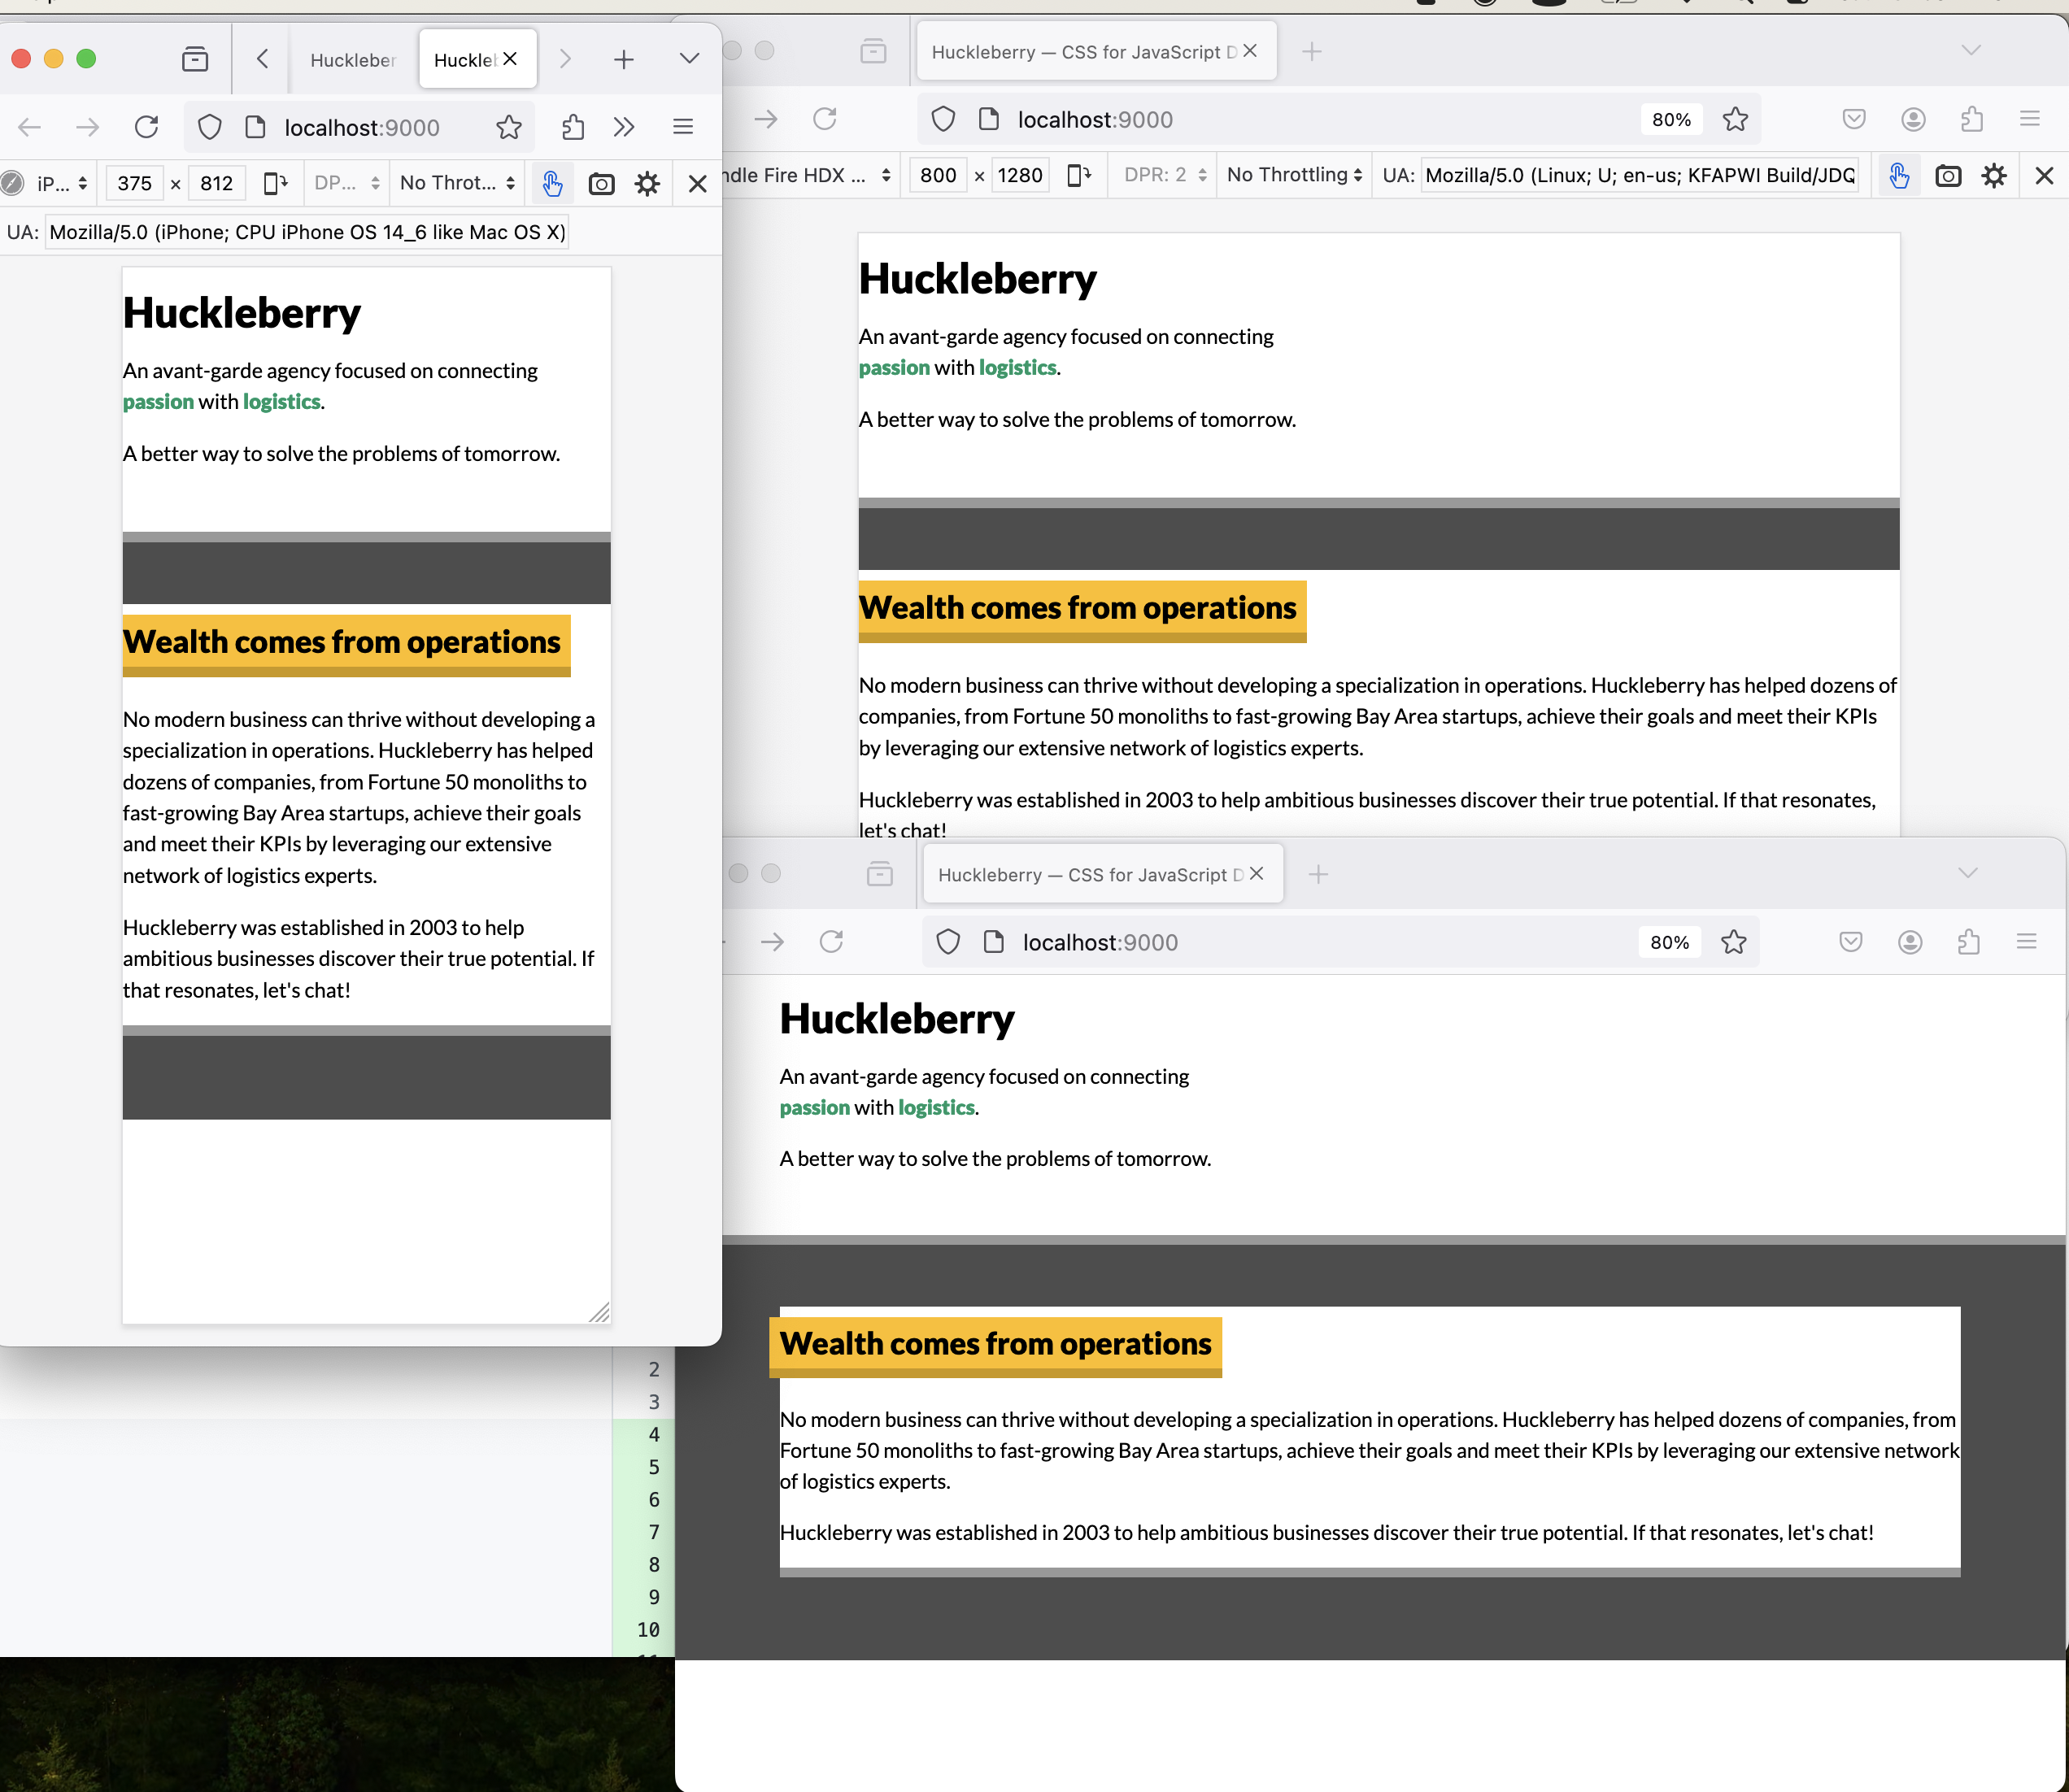 Huckleber
Huckle
localhost:9000
iP...
375 × 812
DP...
No Throt...
UA: Mozilla/5.0 (iPhone; CPU iPhone OS 14_6 like Mac OS X)
Huckleberry
An avant-garde agency focused on connecting
passion with logistics.
A better way to solve the problems of tomorrow.
Wealth comes from operations
No modern business can thrive without developing a
specialization in operations. Huckleberry has helped
dozens of companies, from Fortune 50 monoliths to
fast-growing Bay Area startups, achieve their goals
and meet their KPIs by leveraging our extensive
network of logistics experts.
Huckleberry was established in 2003 to help
ambitious businesses discover their true potential. If
that resonates, let's chat!
Huckleberry — CSS for JavaScript D
localhost:9000
80%
ndle Fire HDX ...
800 × 1280
DPR: 2
No Throttling
UA: Mozilla/5.0 (Linux; U; en-us; KFAPWI Build/JDQ
Huckleberry
An avant-garde agency focused on connecting
passion with logistics.
A better way to solve the problems of tomorrow.
Wealth comes from operations
No modern business can thrive without developing a specialization in operations. Huckleberry has helped dozens of
companies, from Fortune 50 monoliths to fast-growing Bay Area startups, achieve their goals and meet their KPIs
by leveraging our extensive network of logistics experts.
Huckleberry was established in 2003 to help ambitious businesses discover their true potential. If that resonates,
let's chat!
Huckleberry — CSS for JavaScript D
localhost:9000
80%
Huckleberry
An avant-garde agency focused on connecting
passion with logistics.
A better way to solve the problems of tomorrow.
Wealth comes from operations
No modern business can thrive without developing a specialization in operations. Huckleberry has helped dozens of companies, from
Fortune 50 monoliths to fast-growing Bay Area startups, achieve their goals and meet their KPIs by leveraging our extensive network
of logistics experts.
Huckleberry was established in 2003 to help ambitious businesses discover their true potential. If that resonates, let's chat!
2
3
4
5
6
7
8
9
10